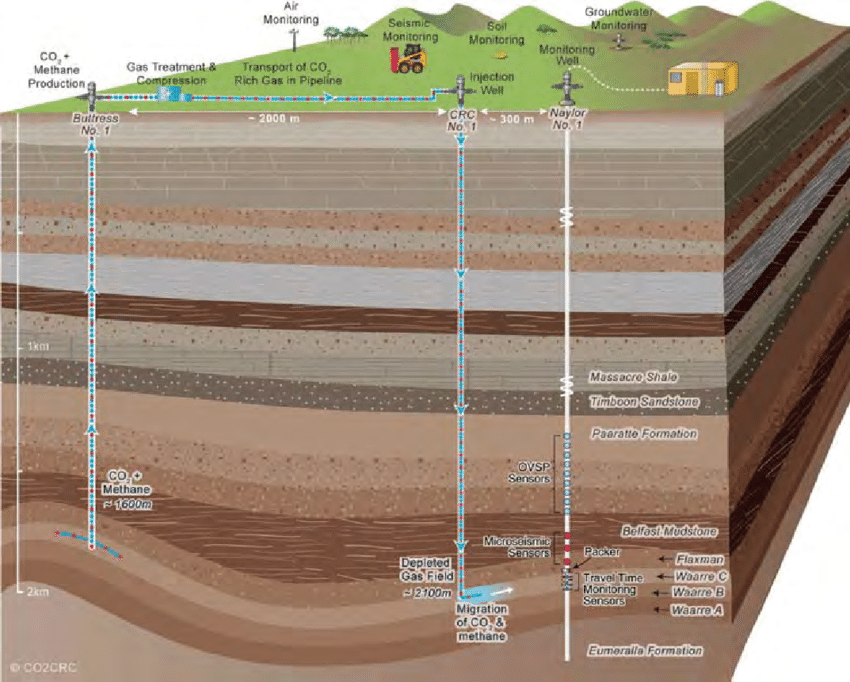 Air
Monitoring
Seismic
Monitoring
Soil
Monitoring
Groundwater
Monitoring
CO2 +
Methane
Production
Gas Treatment &
Compression
Transport of CO2
Rich Gas in Pipeline
Injection
Well
Monitoring
Well
Buttress
No. 1
~ 2000 m
CRC
No. 1
~ 300 m
Naylor
No. 1
1km
Massacre Shale
Timboon Sandstone
Paaratte Formation
OVSP
Sensors
CO2 +
Methane
~ 1600m
Belfast Mudstone
Microseismic
Sensors
Packer
Flaxman
Depleted
Gas Field
~ 2100m
Travel Time
Monitoring
Sensors
Waarre C
Waarre B
Waarre A
2km
Migration
of CO2 &
methane
Eumeralla Formation
© CO2CRC